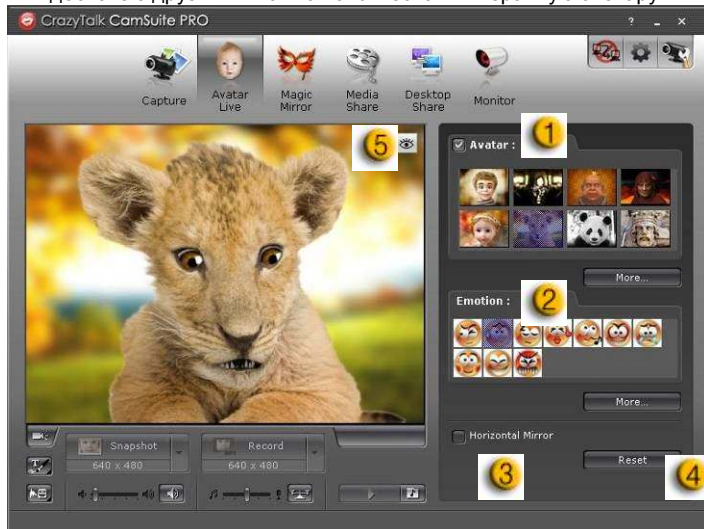 CrazyTalk CamSuite PRO
Capture
Avatar Live
Magic Mirror
Media Share
Desktop Share
Monitor
5
1
Avatar :
More...
Emotion :
2
More...
Horizontal Mirror
Reset
3
4
Snapshot
640 x 480
Record
640 x 480